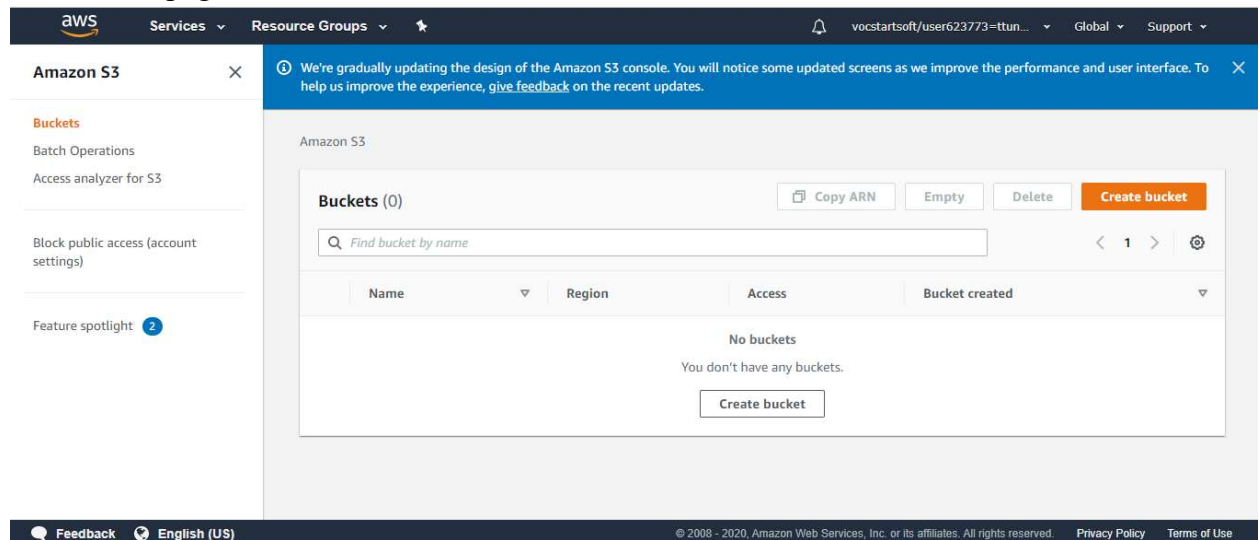 aws Services Resource Groups vocstartsoft/user623773=ttun... Global Support
Amazon S3
Buckets
Batch Operations
Access analyzer for S3
Block public access (account
settings)
Feature spotlight 2
We're gradually updating the design of the Amazon S3 console. You will notice some updated screens as we improve the performance and user interface. To
help us improve the experience, give feedback on the recent updates.
Amazon S3
Buckets (0) Copy ARN Empty Delete Create bucket
Find bucket by name 1
Name Region Access Bucket created
No buckets
You don't have any buckets.
Create bucket
Feedback English (US) © 2008 - 2020, Amazon Web Services, Inc. or its affiliates. All rights reserved. Privacy Policy Terms of Use